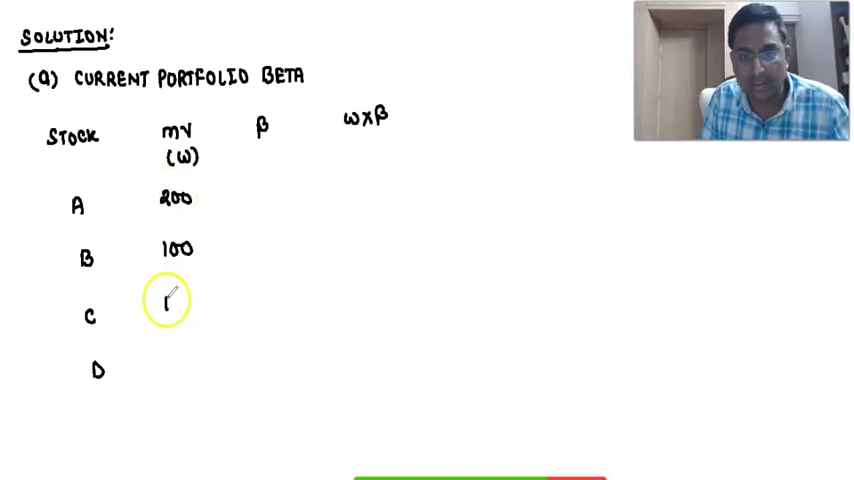 SOLUTION:
(a) CURRENT PORTFOLIO BETA
STOCK MV β W×β
(W)
A 200
B 100
C 1
D